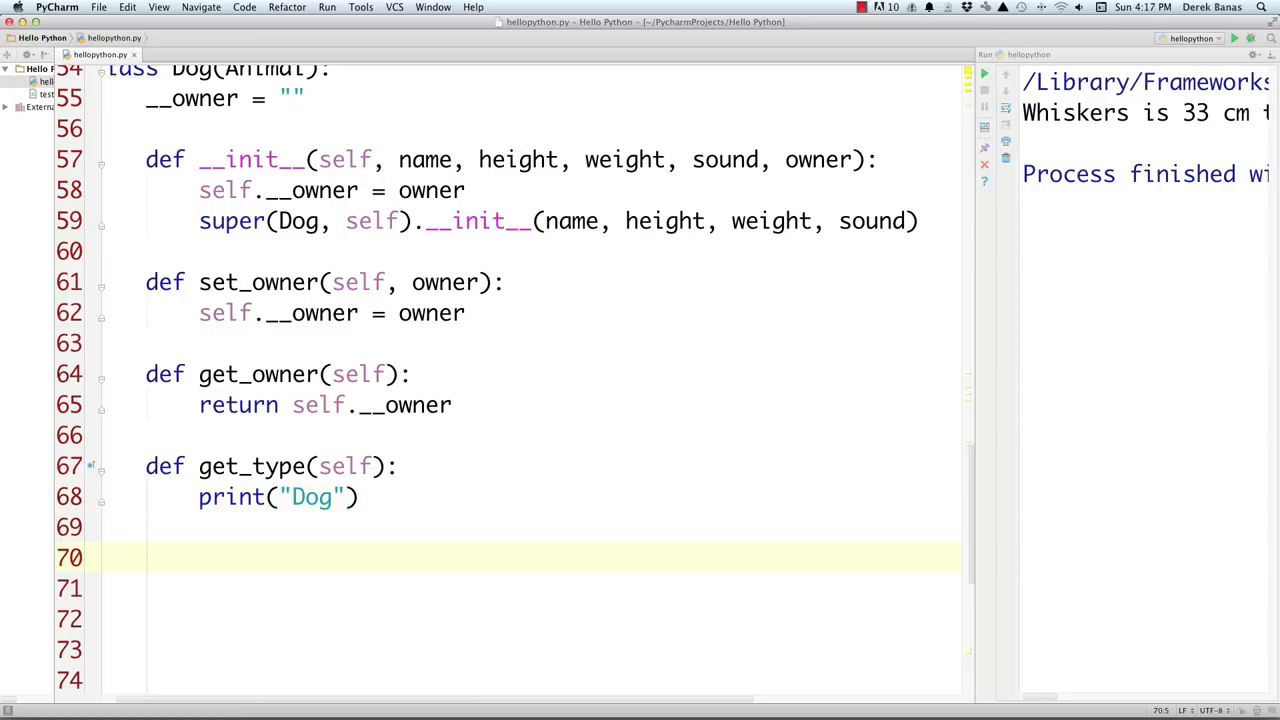 PyCharm File Edit View Navigate Code Refactor Run Tools VCS Window Help 10 Sun 4:17 PM Derek Banas
hellopython.py – Hello Python – [~/PycharmProjects/Hello Python]
Hello Python hellopython.py hellopython
hellopython.py Run hellopython
Hello P
hell
test
Extern
54 lass Dog(Animal):
55 __owner = ""
56
57 def __init__(self, name, height, weight, sound, owner):
58 self.__owner = owner
59 super(Dog, self).__init__(name, height, weight, sound)
60
61 def set_owner(self, owner):
62 self.__owner = owner
63
64 def get_owner(self):
65 return self.__owner
66
67 def get_type(self):
68 print("Dog")
69
70
71
72
73
74
/Library/Frameworks
Whiskers is 33 cm t
Process finished wi
70:5 LF UTF-8